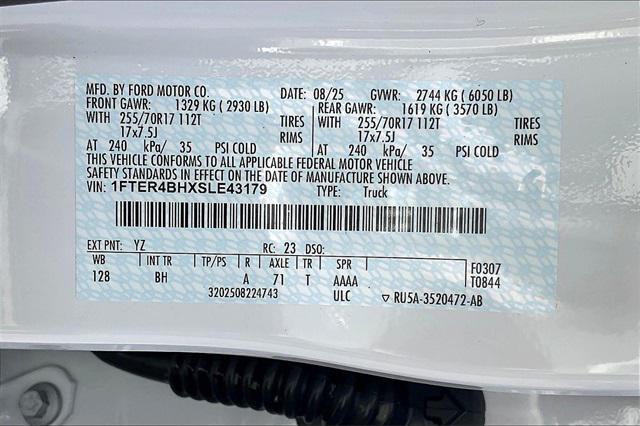 MFD. BY FORD MOTOR CO. DATE: 08/25 GVWR: 2744 KG (6050 LB)
FRONT GAWR: 1329 KG (2930 LB) REAR GAWR: 1619 KG (3570 LB)
WITH 255/70R17 112T TIRES WITH 255/70R17 112T TIRES
17x7.5J RIMS 17x7.5J RIMS
AT 240 kPa/ 35 PSI COLD AT 240 kPa/ 35 PSI COLD
THIS VEHICLE CONFORMS TO ALL APPLICABLE FEDERAL MOTOR VEHICLE
SAFETY STANDARDS IN EFFECT ON THE DATE OF MANUFACTURE SHOWN ABOVE.
VIN: 1FTER4BHXSLE43179 TYPE: Truck
EXT PNT: YZ RC: 23 DSO:
WB INT TR TP/PS R AXLE TR SPR F0307
128 BH A 71 T AAAA T0844
3202508224743 ULC ▽ RU5A-3520472-AB